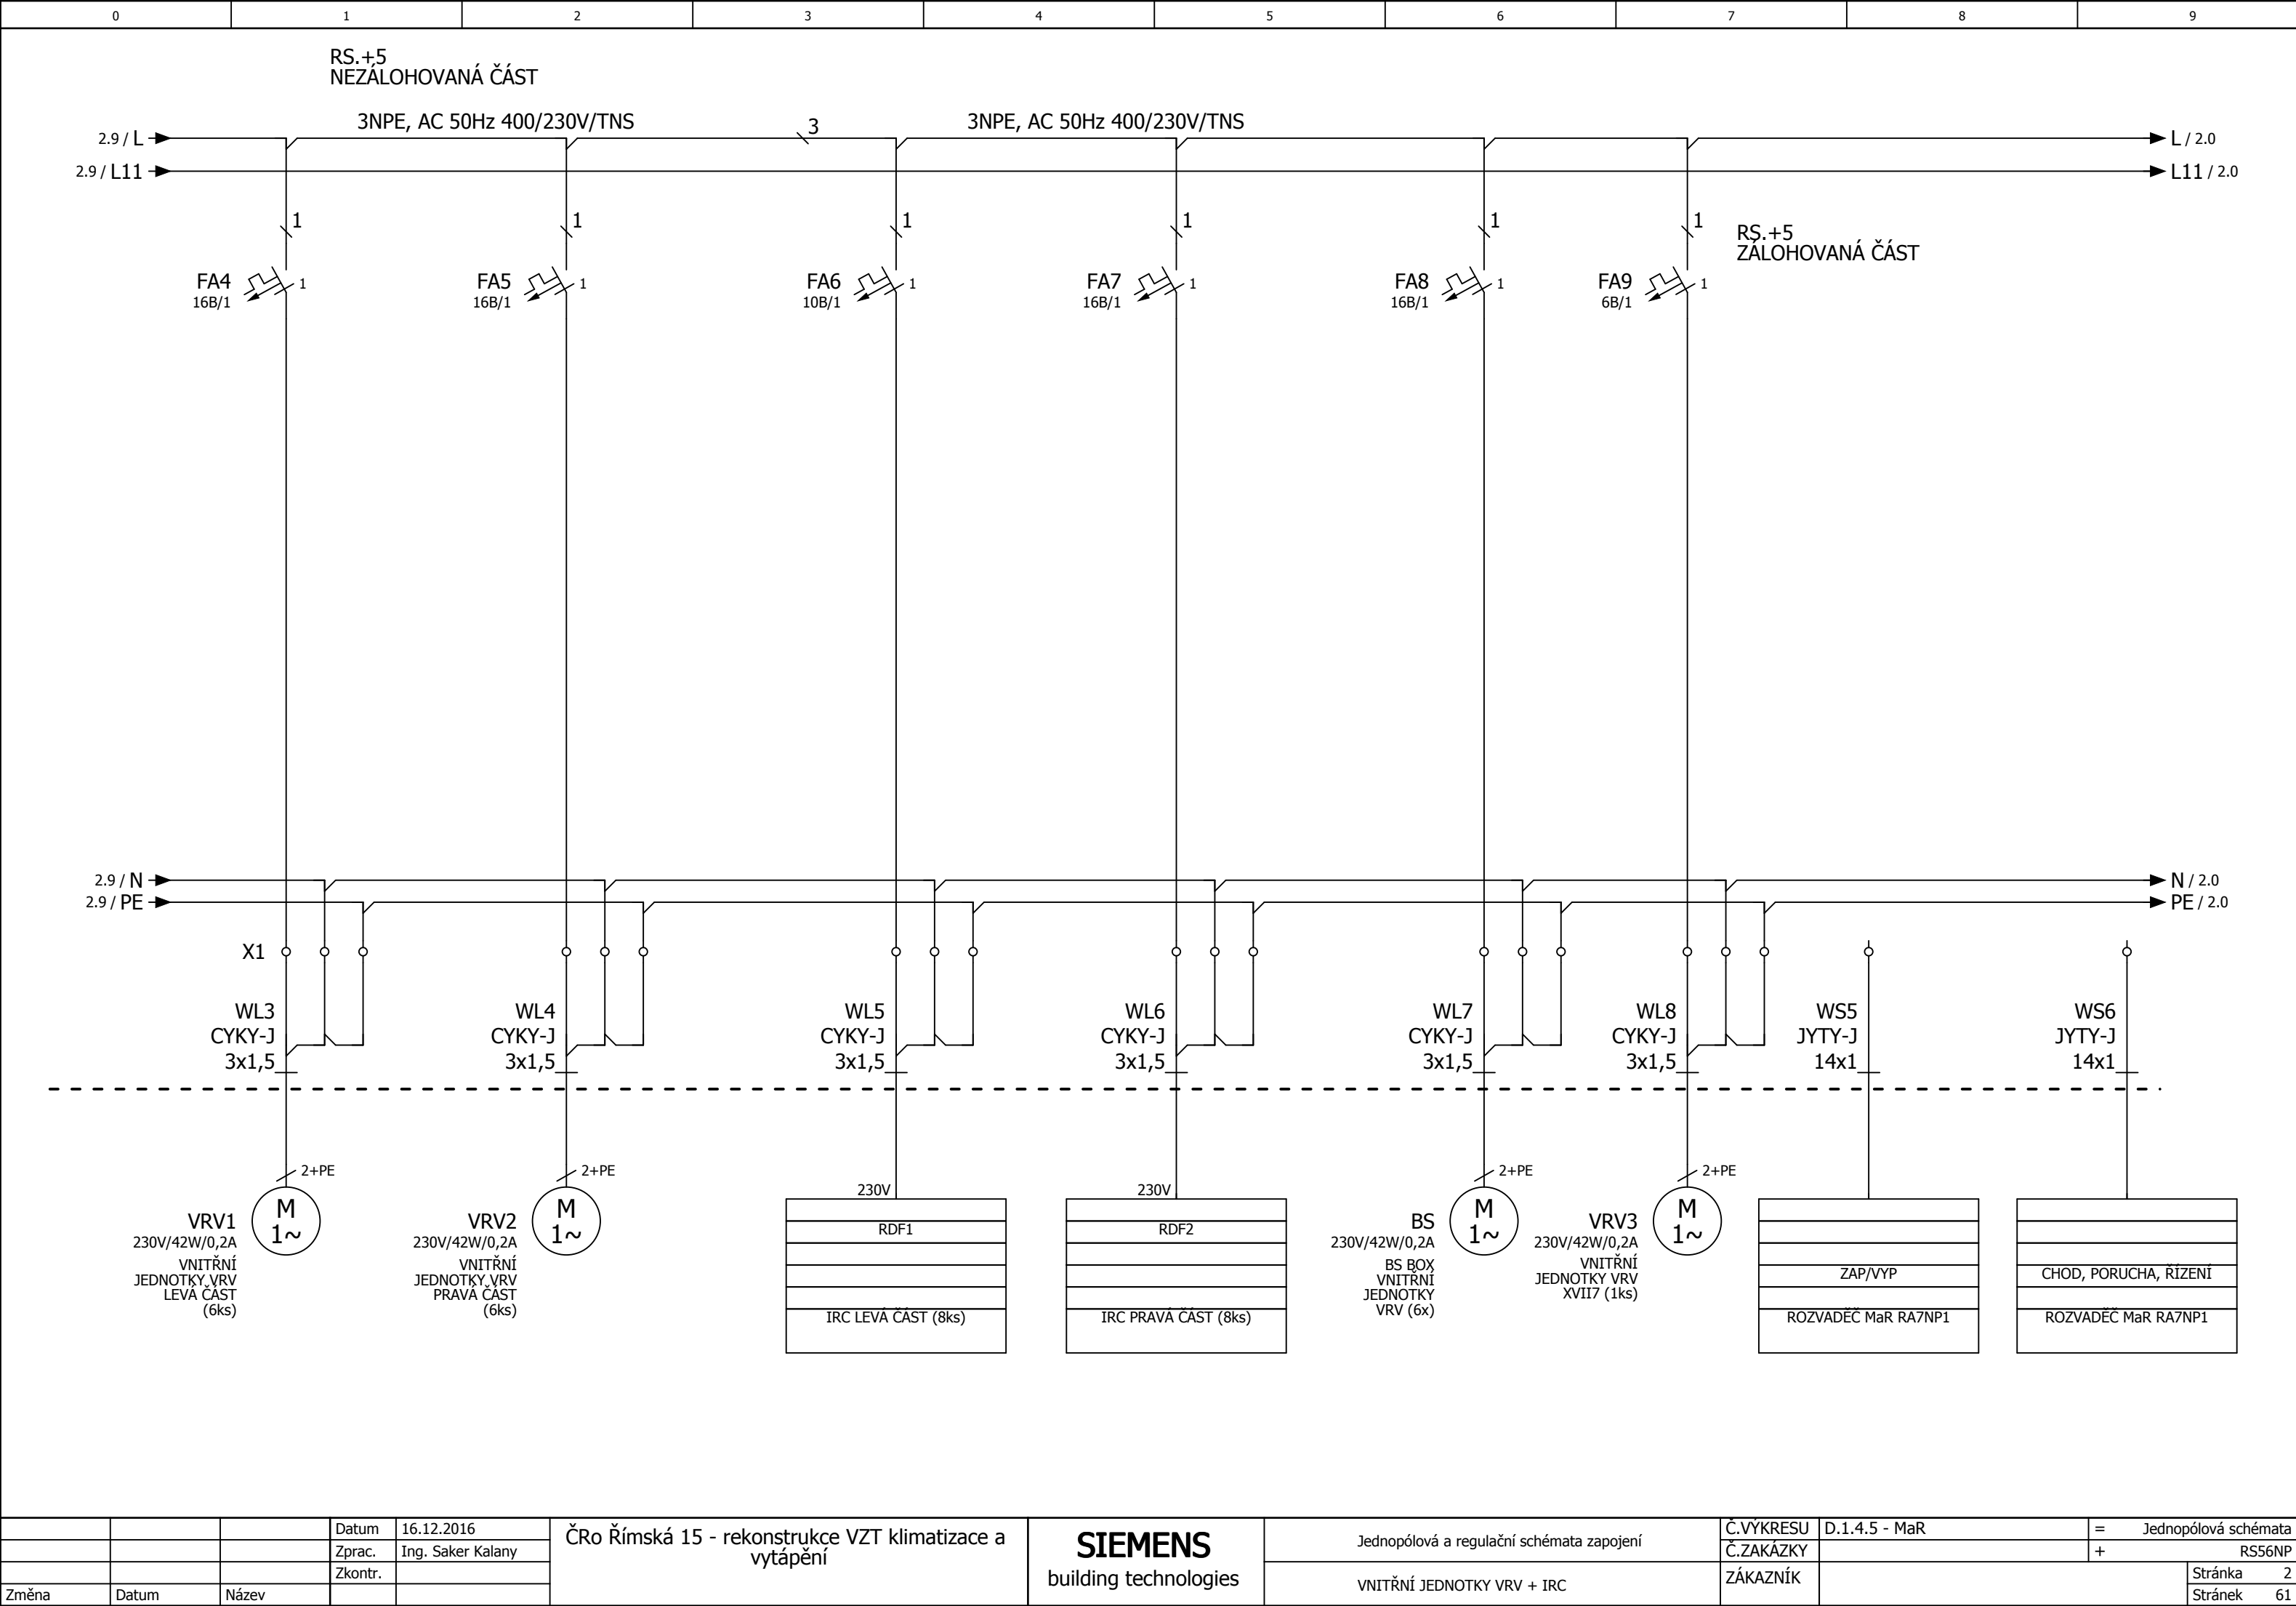 0 1 2 3 4 5 6 7 8 9
RS.+5
NEZÁLOHOVANÁ ČÁST
3NPE, AC 50Hz 400/230V/TNS 3 3NPE, AC 50Hz 400/230V/TNS
2.9 / L L / 2.0
2.9 / L11 L11 / 2.0
1 1 1 1 1 1
RS.+5
ZÁLOHOVANÁ ČÁST
FA4 1 FA5 1 FA6 1 FA7 1 FA8 1 FA9 1
16B/1 16B/1 10B/1 16B/1 16B/1 6B/1
2.9 / N N / 2.0
2.9 / PE PE / 2.0
X1
WL3 WL4 WL5 WL6 WL7 WL8 WS5 WS6
CYKY-J CYKY-J CYKY-J CYKY-J CYKY-J CYKY-J JYTY-J JYTY-J
3x1,5 3x1,5 3x1,5 3x1,5 3x1,5 3x1,5 14x1 14x1
2+PE 2+PE 2+PE 2+PE
VRV1
230V/42W/0,2A
VNITŘNÍ
JEDNOTKY VRV
LEVÁ ČÁST
(6ks)
M
1~
VRV2
230V/42W/0,2A
VNITŘNÍ
JEDNOTKY VRV
PRAVÁ ČÁST
(6ks)
M
1~
230V
RDF1
IRC LEVÁ ČÁST (8ks)
230V
RDF2
IRC PRAVÁ ČÁST (8ks)
BS
230V/42W/0,2A
BS BOX
VNITŘNÍ
JEDNOTKY
VRV (6x)
M
1~
VRV3
230V/42W/0,2A
VNITŘNÍ
JEDNOTKY VRV
XVII7 (1ks)
M
1~
ZAP/VYP
ROZVADĚČ MaR RA7NP1
CHOD, PORUCHA, ŘÍZENÍ
ROZVADĚČ MaR RA7NP1
Datum 16.12.2016
Zprac. Ing. Saker Kalany
Zkontr.
Změna Datum Název
ČRo Římská 15 - rekonstrukce VZT klimatizace a
vytápění
SIEMENS
building technologies
Jednopólová a regulační schémata zapojení
VNITŘNÍ JEDNOTKY VRV + IRC
Č.VÝKRESU D.1.4.5 - MaR
Č.ZAKÁZKY
ZÁKAZNÍK
= Jednopólová schémata
+ RS56NP
Stránka 2
Stránek 61